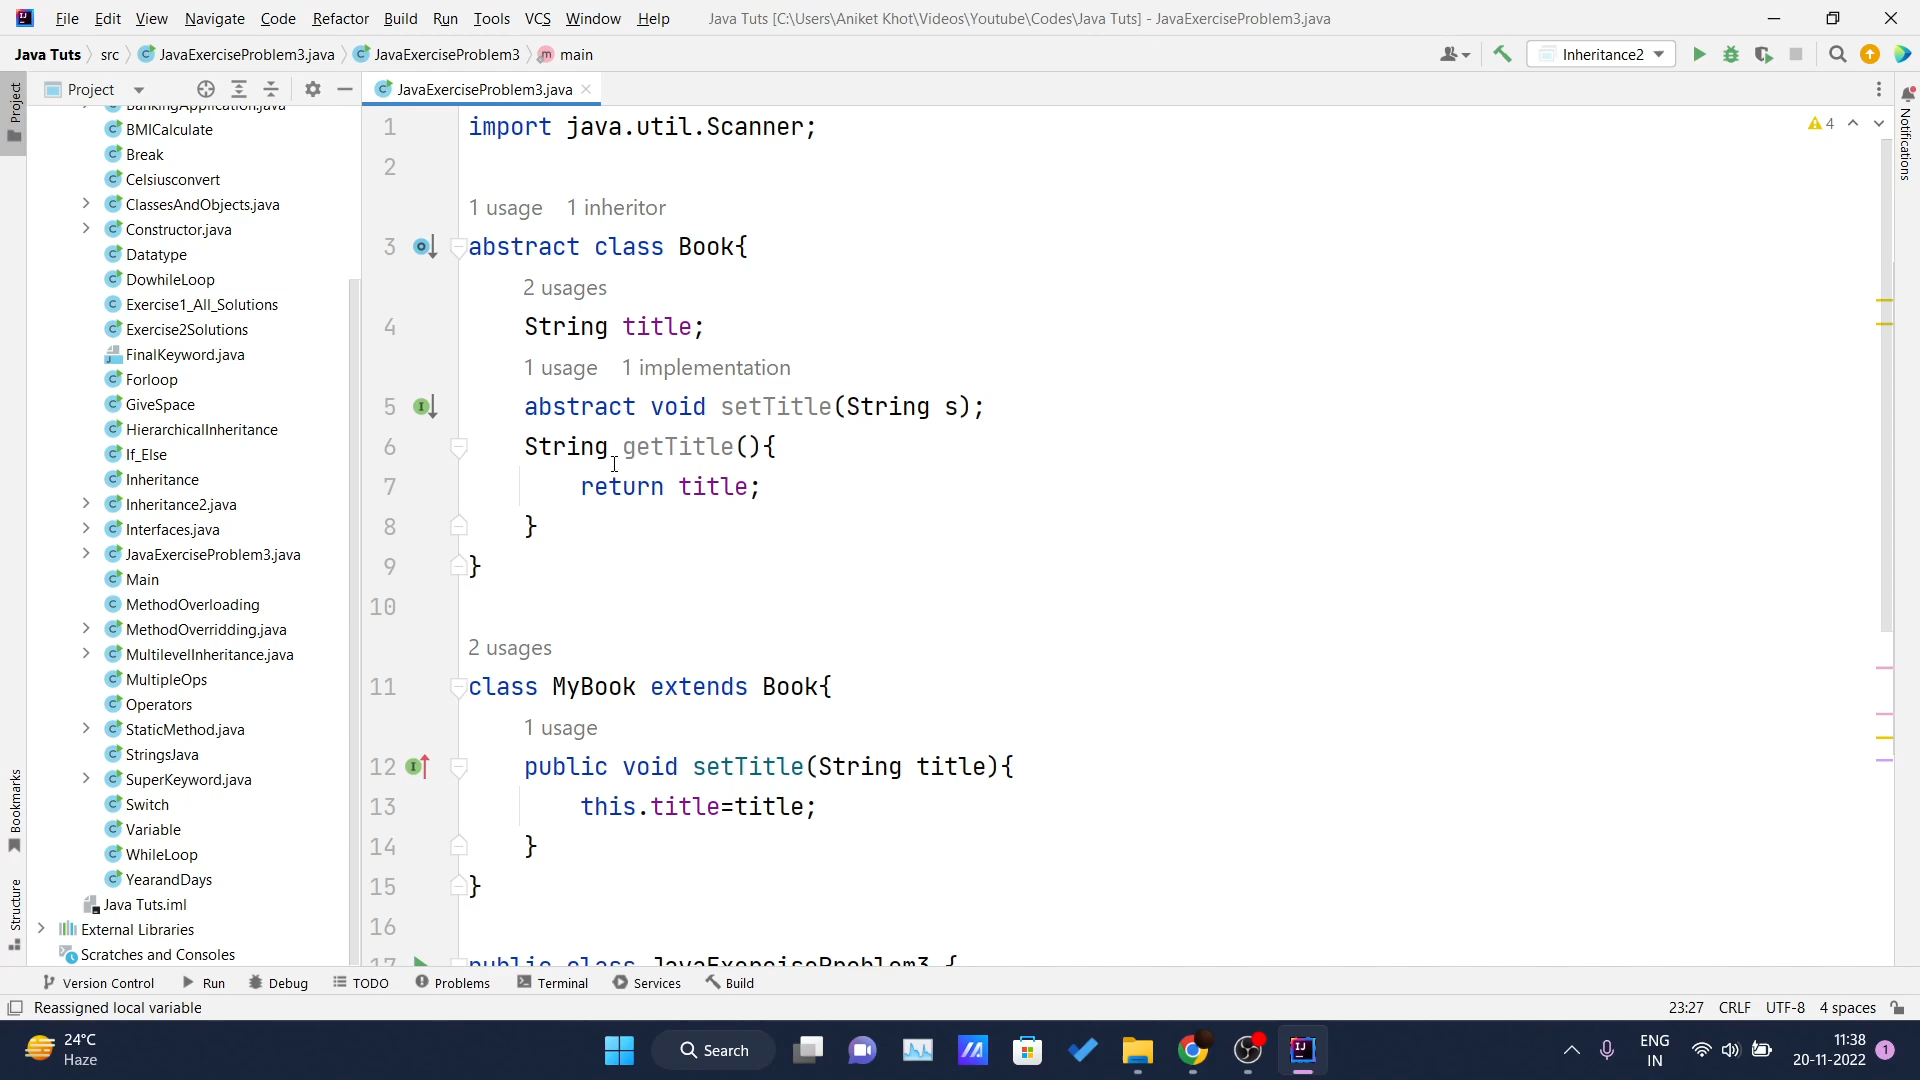 File Edit View Navigate Code Refactor Build Run Tools VCS Window Help Java Tuts [C:\Users\Aniket Khot\Videos\Youtube\Codes\Java Tuts] - JavaExerciseProblem3.java
Java Tuts src JavaExerciseProblem3.java JavaExerciseProblem3 main Inheritance2
Project
Project
JavaExerciseProblem3.java
BankingApplication.java
BMICalculate
Break
Celsiusconvert
ClassesAndObjects.java
Constructor.java
Datatype
DowhileLoop
Exercise1_All_Solutions
Exercise2Solutions
FinalKeyword.java
Forloop
GiveSpace
HierarchicalInheritance
If_Else
Inheritance
Inheritance2.java
Interfaces.java
JavaExerciseProblem3.java
Main
MethodOverloading
MethodOverridding.java
MultilevelInheritance.java
MultipleOps
Operators
StaticMethod.java
StringsJava
SuperKeyword.java
Switch
Variable
WhileLoop
YearandDays
Java Tuts.iml
External Libraries
Scratches and Consoles
Bookmarks
Structure
1 import java.util.Scanner;
2
1 usage 1 inheritor
3 abstract class Book{
2 usages
4 String title;
1 usage 1 implementation
5 abstract void setTitle(String s);
6 String getTitle(){
7 return title;
8 }
9 }
10
2 usages
11 class MyBook extends Book{
1 usage
12 public void setTitle(String title){
13 this.title=title;
14 }
15 }
16
17 public class JavaExerciseProblem3 {
4
Notifications
Version Control Run Debug TODO Problems Terminal Services Build
Reassigned local variable 23:27 CRLF UTF-8 4 spaces
24°C
Haze
Search
ENG
IN
11:38
20-11-2022
1